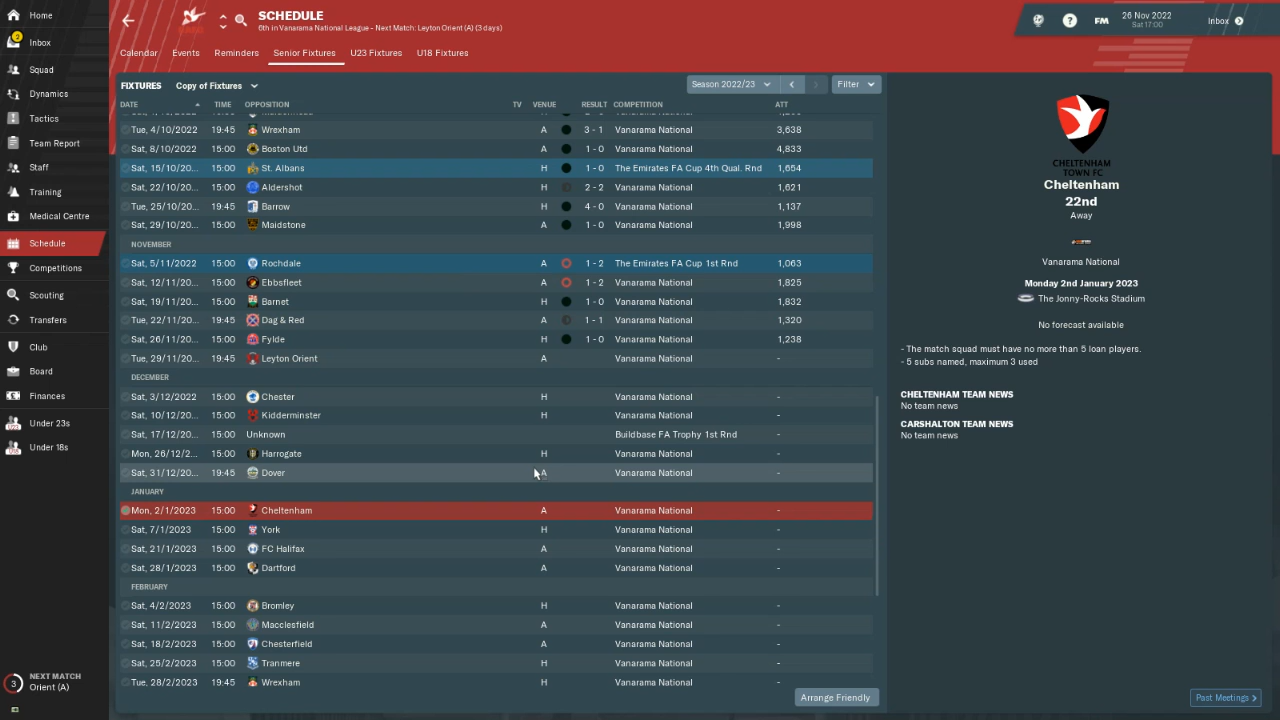 Home
2
Inbox
Squad
Dynamics
Tactics
Team Report
Staff
Training
Medical Centre
Schedule
Competitions
Scouting
Transfers
Club
Board
Finances
Under 23s
Under 18s
3
NEXT MATCH
Orient (A)
SCHEDULE
6th in Vanarama National League - Next Match: Leyton Orient (A) (3 days)
? FM 26 Nov 2022
Sat 17:00
Inbox
Calendar Events Reminders Senior Fixtures U23 Fixtures U18 Fixtures
FIXTURES Copy of Fixtures Season 2022/23 Filter
DATE TIME OPPOSITION TV VENUE RESULT COMPETITION ATT
Tue, 4/10/2022 19:45 Wrexham A 3 - 1 Vanarama National 3,638
Sat, 8/10/2022 15:00 Boston Utd A 1 - 0 Vanarama National 4,833
Sat, 15/10/20... 15:00 St. Albans H 1 - 0 The Emirates FA Cup 4th Qual. Rnd 1,654
Sat, 22/10/20... 15:00 Aldershot H 2 - 2 Vanarama National 1,621
Tue, 25/10/20... 19:45 Barrow H 4 - 0 Vanarama National 1,137
Sat, 29/10/20... 15:00 Maidstone A 1 - 0 Vanarama National 1,998
NOVEMBER
Sat, 5/11/2022 15:00 Rochdale A 1 - 2 The Emirates FA Cup 1st Rnd 1,063
Sat, 12/11/20... 15:00 Ebbsfleet A 1 - 2 Vanarama National 1,825
Sat, 19/11/20... 15:00 Barnet H 1 - 0 Vanarama National 1,832
Tue, 22/11/20... 19:45 Dag & Red A 1 - 1 Vanarama National 1,320
Sat, 26/11/20... 15:00 Fylde H 1 - 0 Vanarama National 1,238
Tue, 29/11/20... 19:45 Leyton Orient A Vanarama National -
DECEMBER
Sat, 3/12/2022 15:00 Chester H Vanarama National -
Sat, 10/12/20... 15:00 Kidderminster H Vanarama National -
Sat, 17/12/20... 15:00 Unknown Buildbase FA Trophy 1st Rnd -
Mon, 26/12/2... 15:00 Harrogate H Vanarama National -
Sat, 31/12/20... 19:45 Dover A Vanarama National -
JANUARY
Mon, 2/1/2023 15:00 Cheltenham A Vanarama National -
Sat, 7/1/2023 15:00 York H Vanarama National -
Sat, 21/1/2023 15:00 FC Halifax A Vanarama National -
Sat, 28/1/2023 15:00 Dartford A Vanarama National -
FEBRUARY
Sat, 4/2/2023 15:00 Bromley H Vanarama National -
Sat, 11/2/2023 15:00 Macclesfield A Vanarama National -
Sat, 18/2/2023 15:00 Chesterfield A Vanarama National -
Sat, 25/2/2023 15:00 Tranmere H Vanarama National -
Tue, 28/2/2023 19:45 Wrexham H Vanarama National -
Arrange Friendly
CHELTENHAM
TOWN FC
Cheltenham
22nd
Away
Vanarama National
Monday 2nd January 2023
The Jonny-Rocks Stadium
No forecast available
- The match squad must have no more than 5 loan players.
- 5 subs named, maximum 3 used
CHELTENHAM TEAM NEWS
No team news
CARSHALTON TEAM NEWS
No team news
Past Meetings